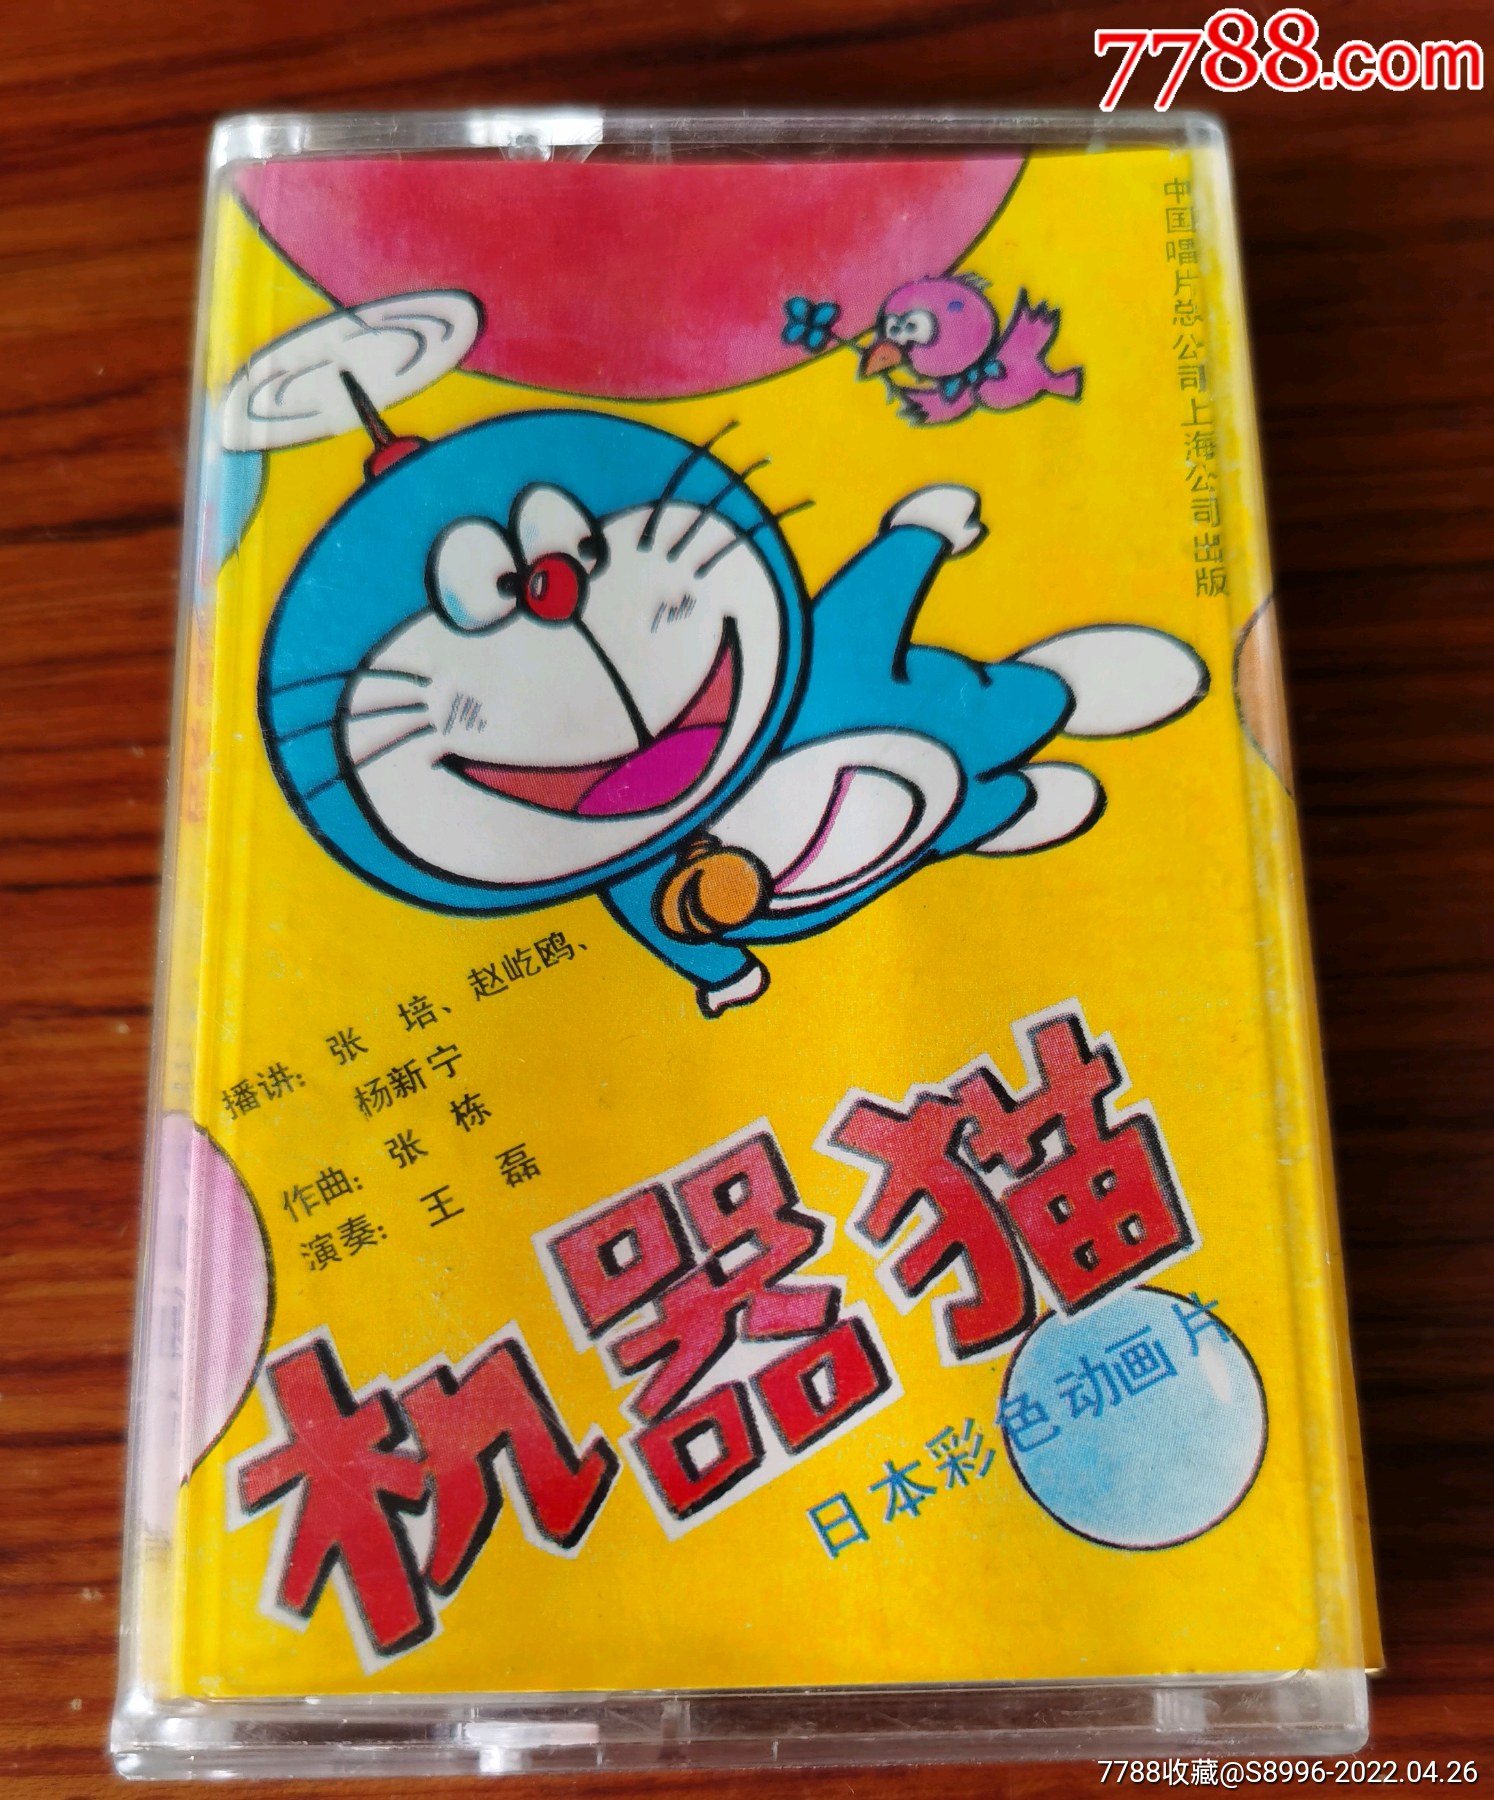 7788.com
中国唱片总公司上海公司出版
播讲：张 培、赵屹鸥、
杨新宁
作曲：张 栋
演奏：王 磊
机器猫
日本彩色动画片
7788收藏@S8996-2022.04.26